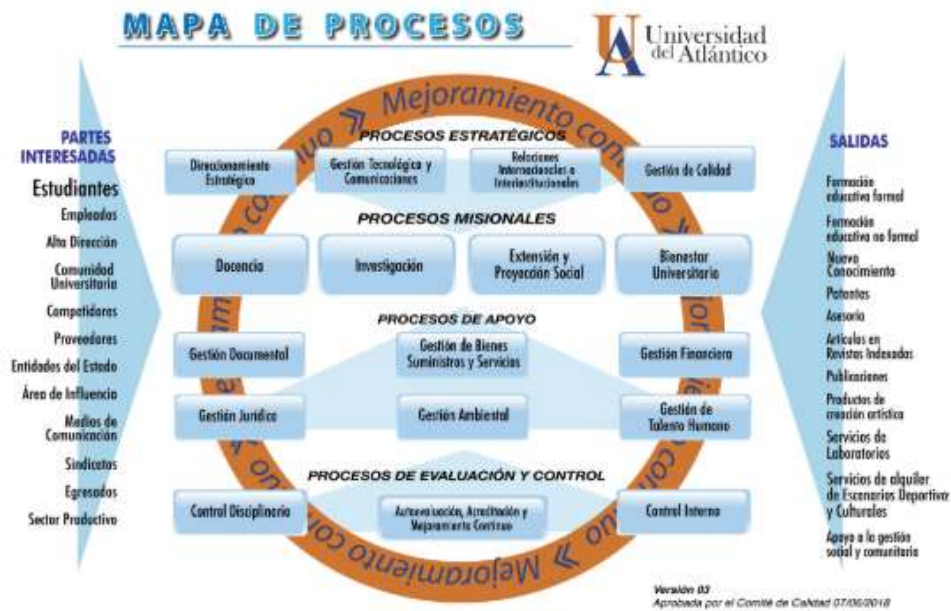 MAPA DE PROCESOS
Universidad
del Atlántico
PARTES
INTERESADAS
Estudiantes
Empleados
Alta Dirección
Comunidad
Universitaria
Competidores
Proveedores
Entidades del Estado
Área de Influencia
Medios de
Comunicación
Sindicatos
Egresados
Sector Productivo
Mejoramiento continuo » Mejoramiento continuo »
PROCESOS ESTRATÉGICOS
Direccionamiento
Estratégico
Gestión Tecnológica y
Comunicaciones
Relaciones
Internacionales e
Interinstitucionales
Gestión de Calidad
PROCESOS MISIONALES
Docencia
Investigación
Extensión y
Proyección Social
Bienestar
Universitario
PROCESOS DE APOYO
Gestión Documental
Gestión de Bienes
Suministros y Servicios
Gestión Financiera
Gestión Jurídica
Gestión Ambiental
Gestión de
Talento Humano
PROCESOS DE EVALUACIÓN Y CONTROL
Control Disciplinario
Autoevaluación, Acreditación y
Mejoramiento Continuo
Control Interno
SALIDAS
Formación
educativa formal
Formación
educativa no formal
Nuevo
Conocimiento
Patentes
Asesoría
Artículos en
Revistas Indexadas
Publicaciones
Productos de
creación artística
Servicios de
Laboratorios
Servicios de alquiler
de Escenarios Deportivo
y Culturales
Apoyo a la gestión
social y comunitaria
Versión 03
Aprobada por el Comité de Calidad 07/06/2018